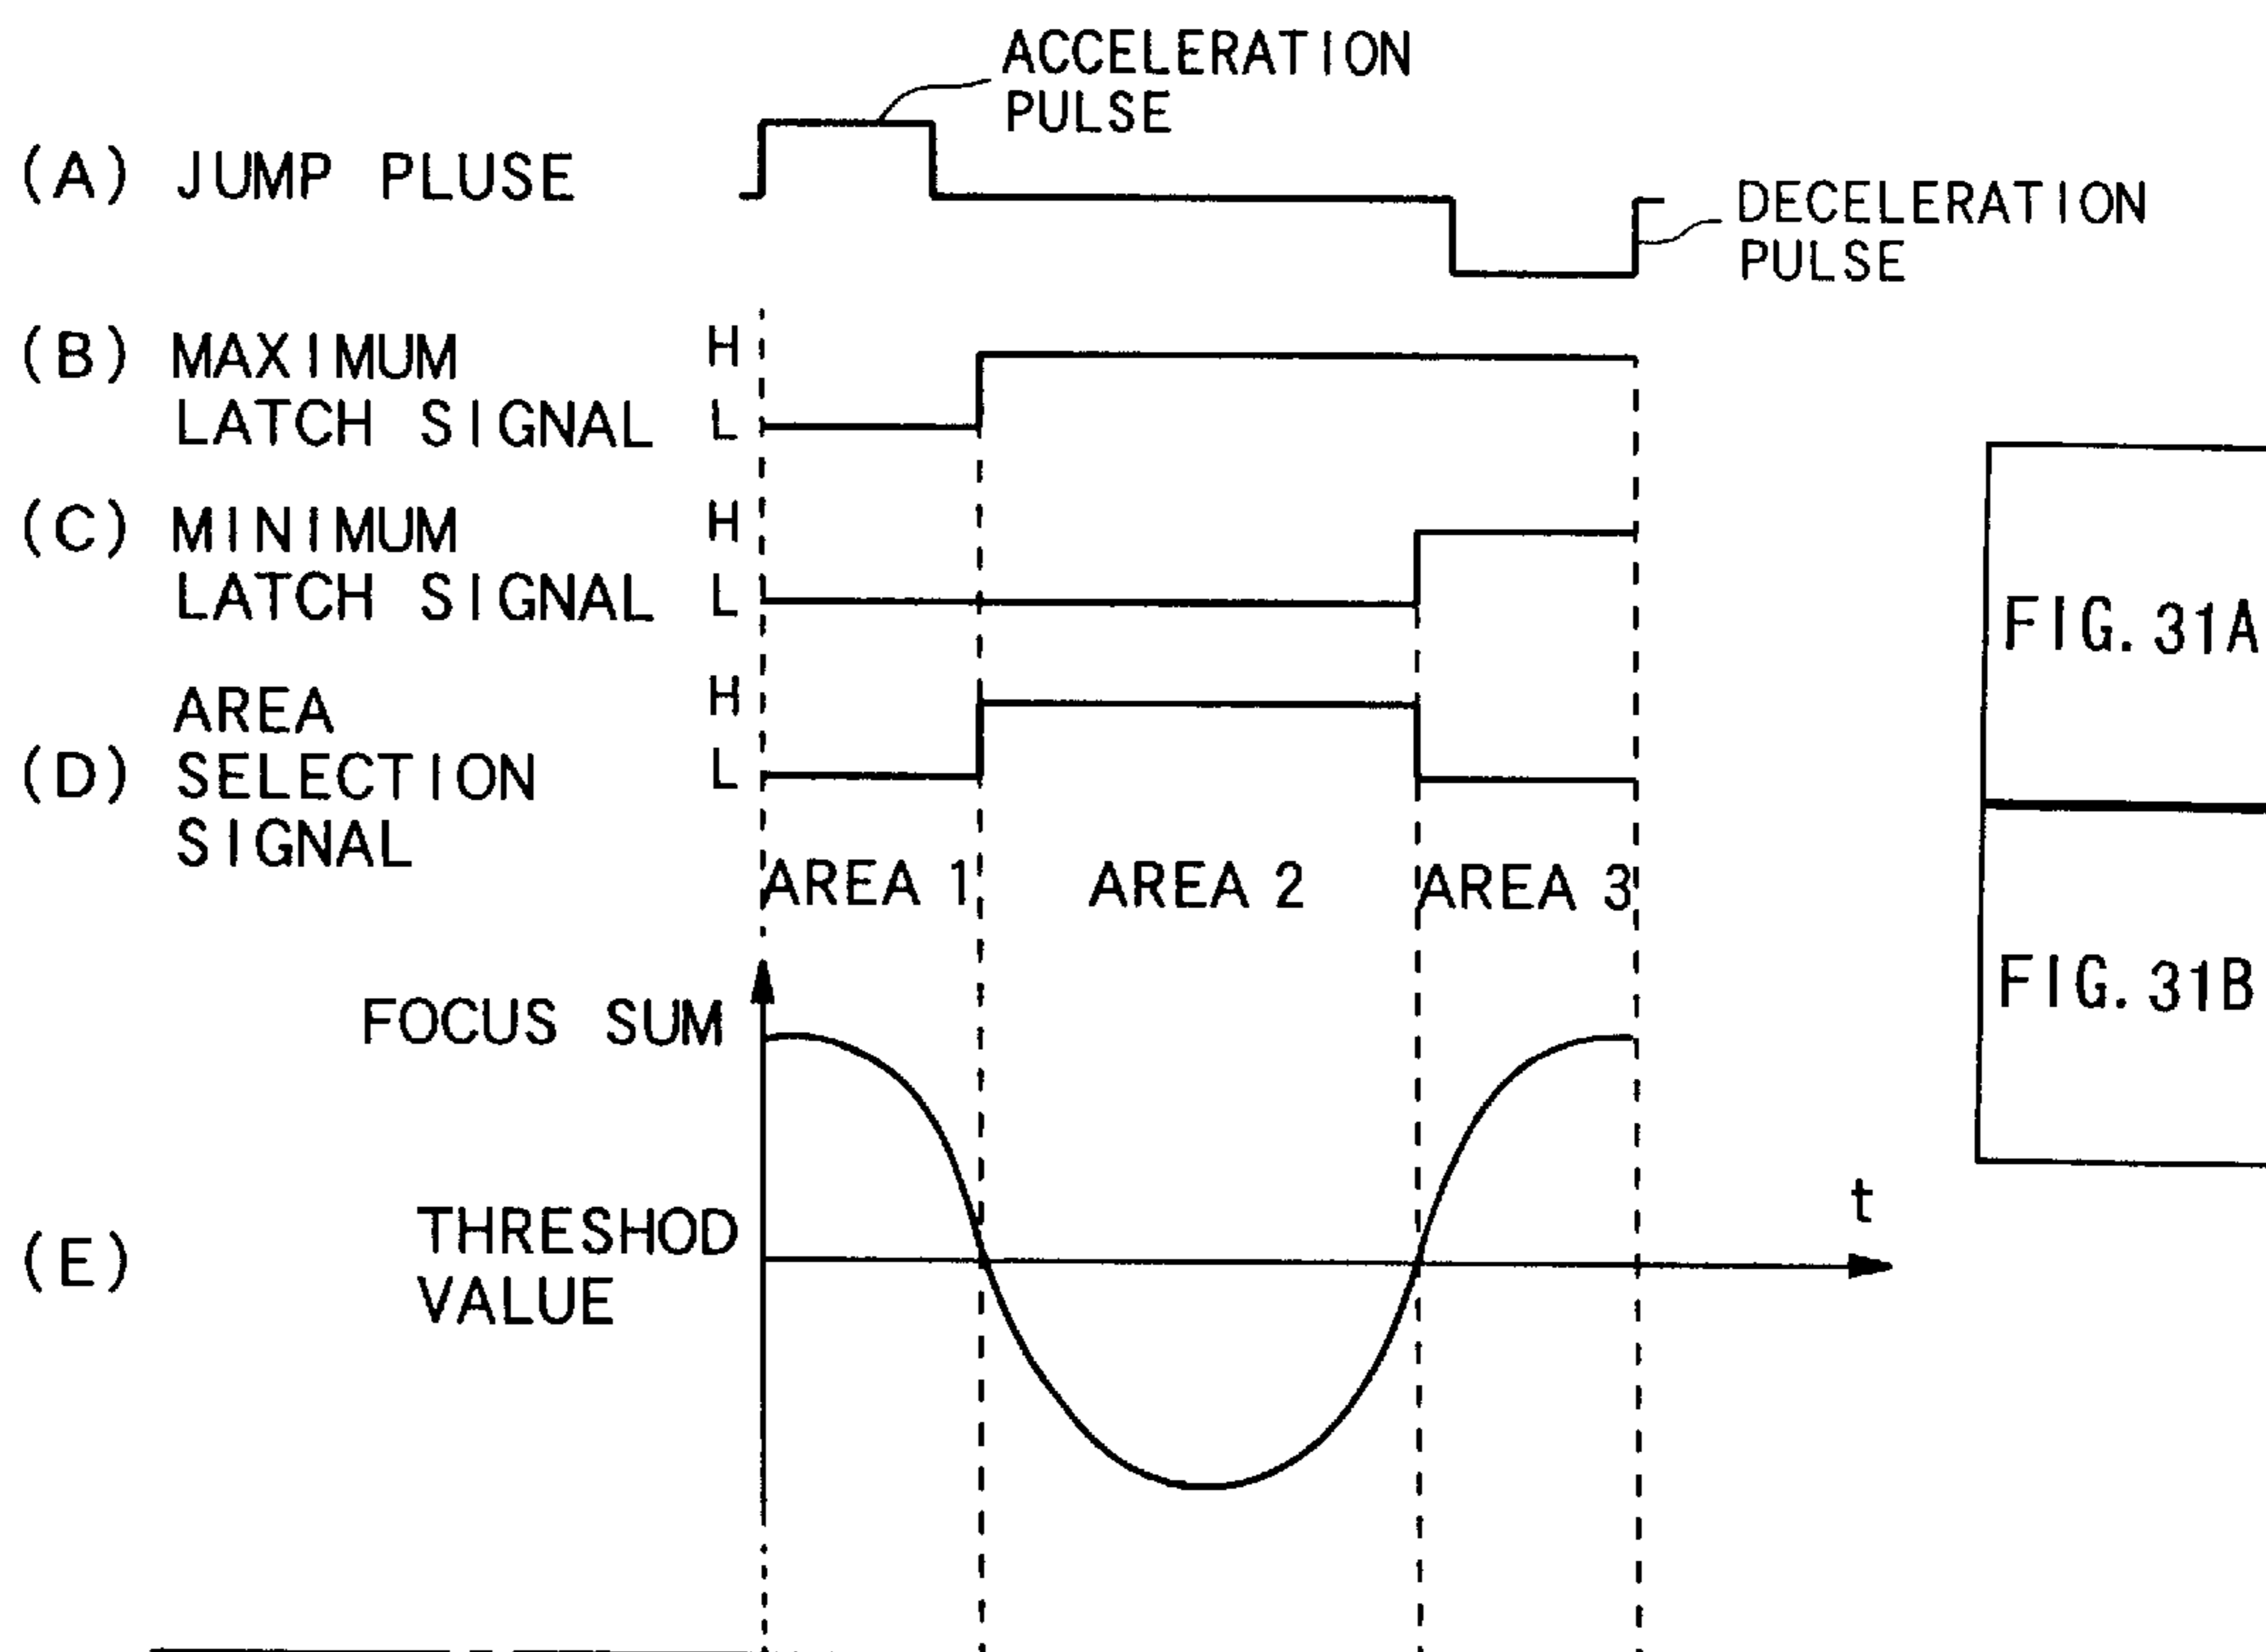 ACCELERATION
PULSE
(A) JUMP PLUSE
DECELERATION
PULSE
(B) MAXIMUM H
LATCH SIGNAL L
(C) MINIMUM H
LATCH SIGNAL L
AREA H
(D) SELECTION L
SIGNAL
AREA 1 AREA 2 AREA 3
FOCUS SUM
t
(E) THRESHOD
VALUE
FIG. 31A
FIG. 31B